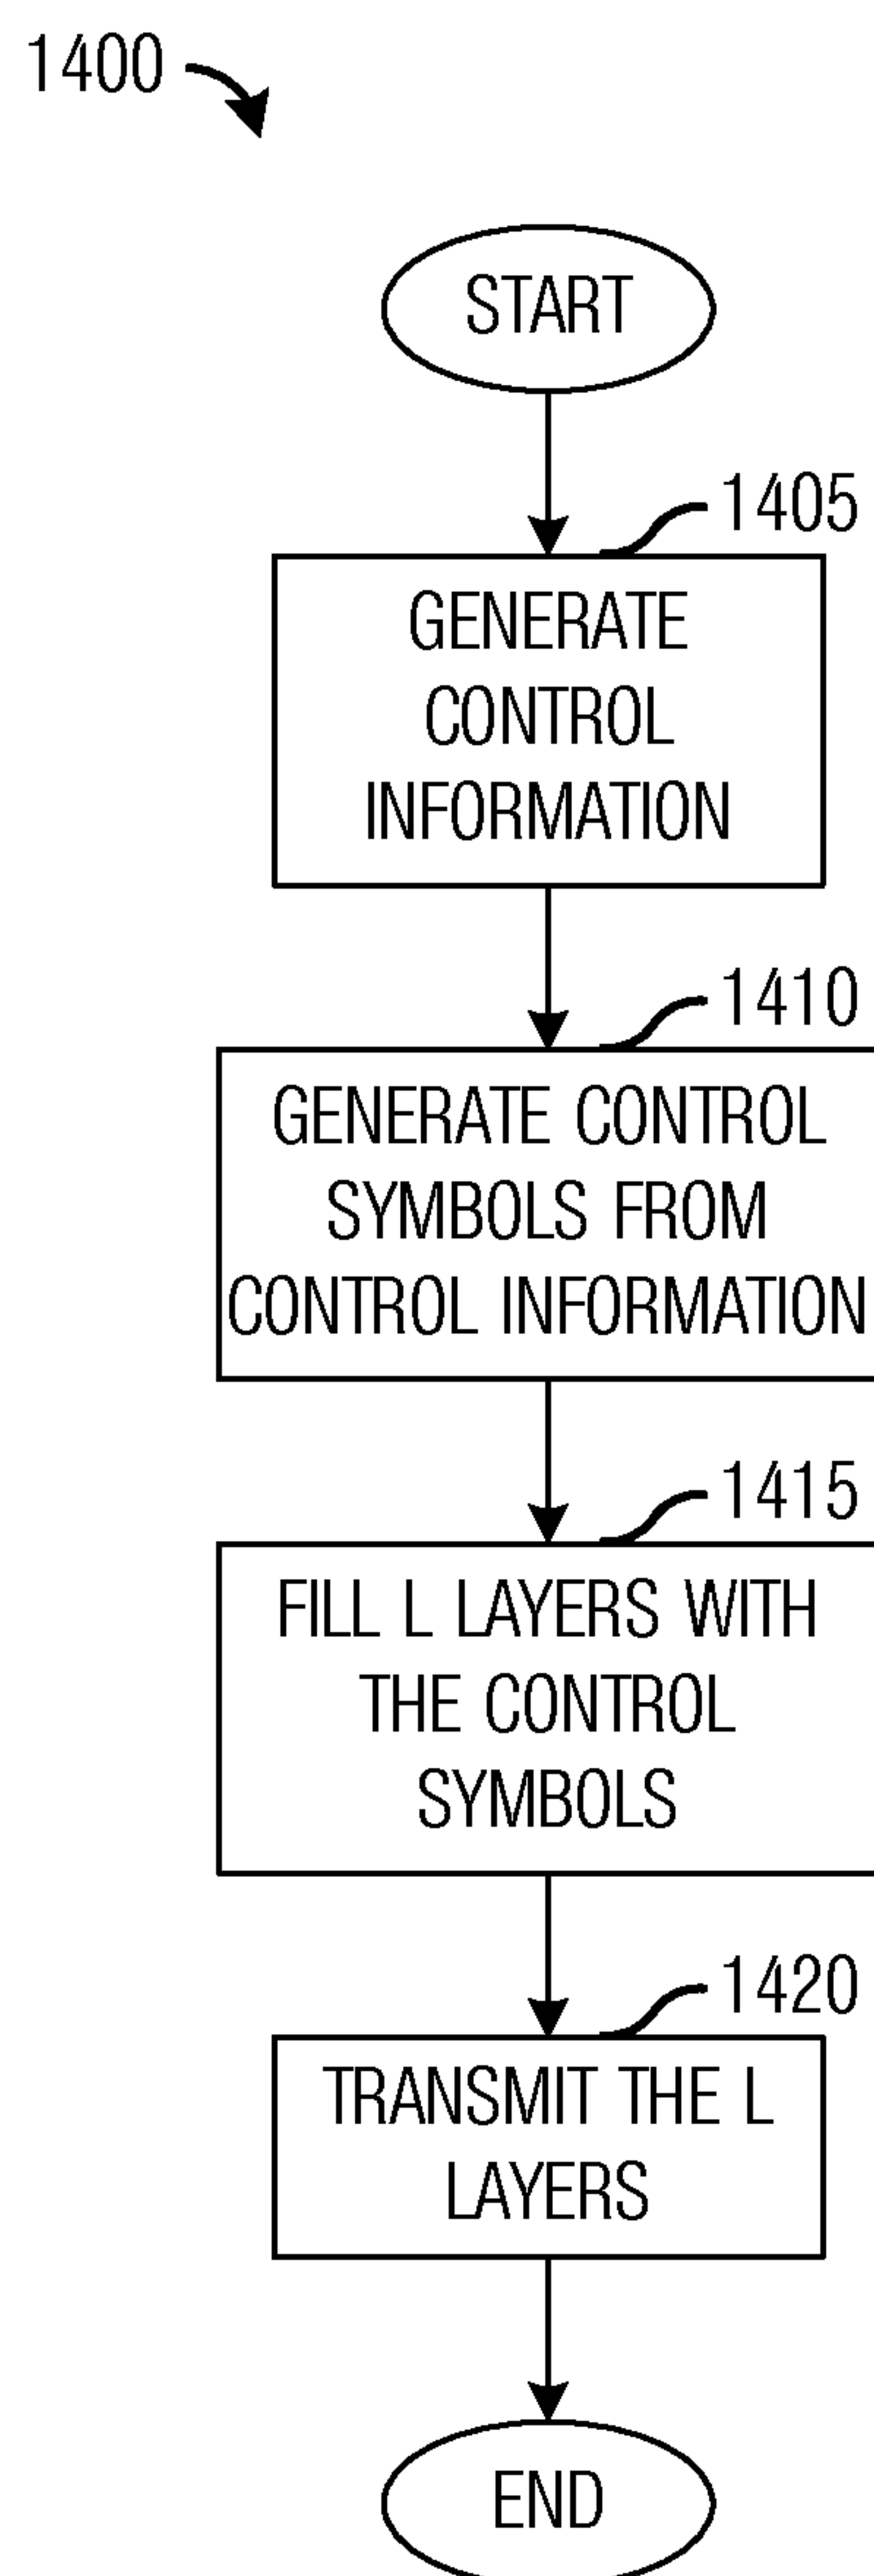 1400
START
1405
GENERATE
CONTROL
INFORMATION
1410
GENERATE CONTROL
SYMBOLS FROM
CONTROL INFORMATION
1415
FILL L LAYERS WITH
THE CONTROL
SYMBOLS
1420
TRANSMIT THE L
LAYERS
END